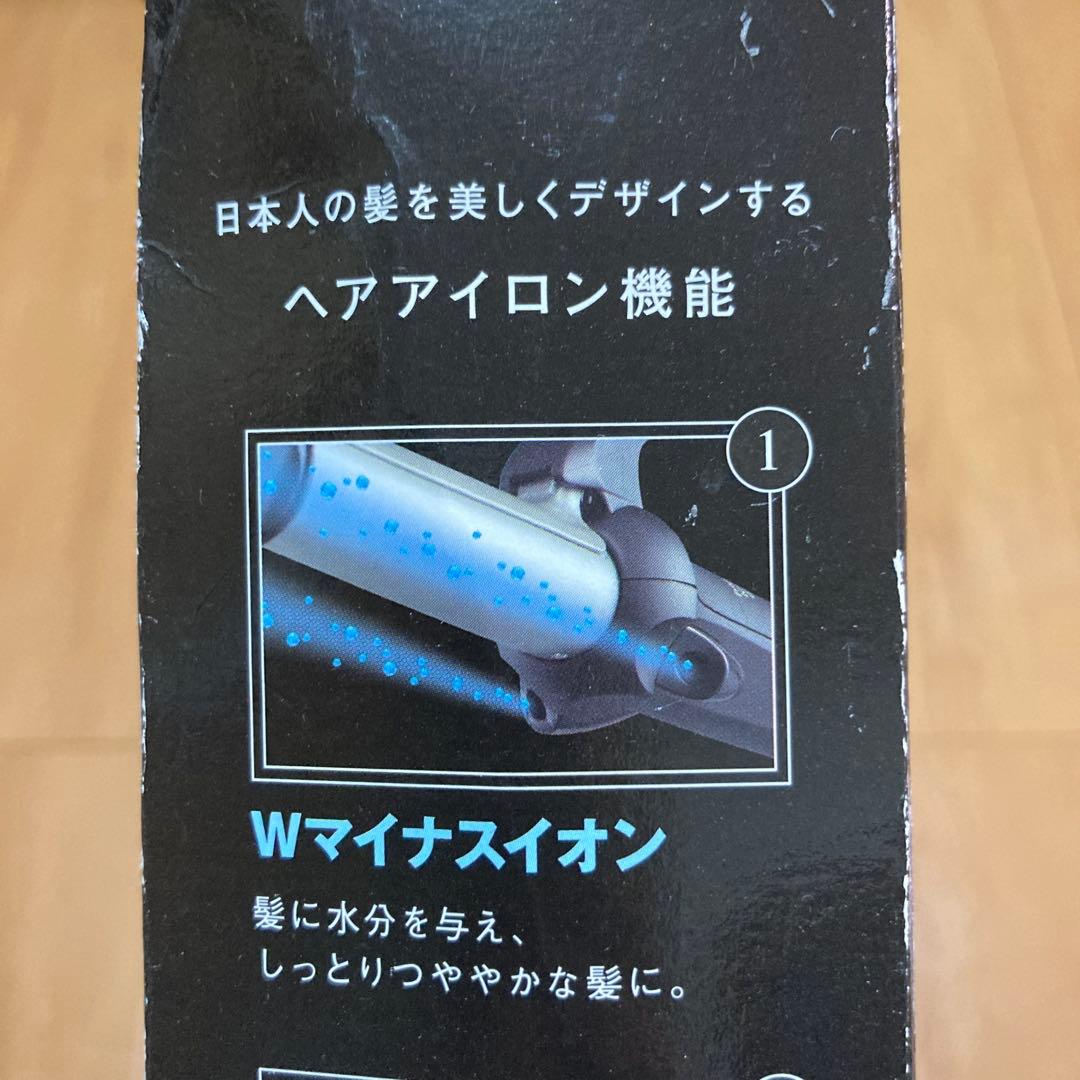 日本人の髪を美しくデザインする
ヘアアイロン機能
1
Wマイナスイオン
髪に水分を与え、
しっとりつややかな髪に。